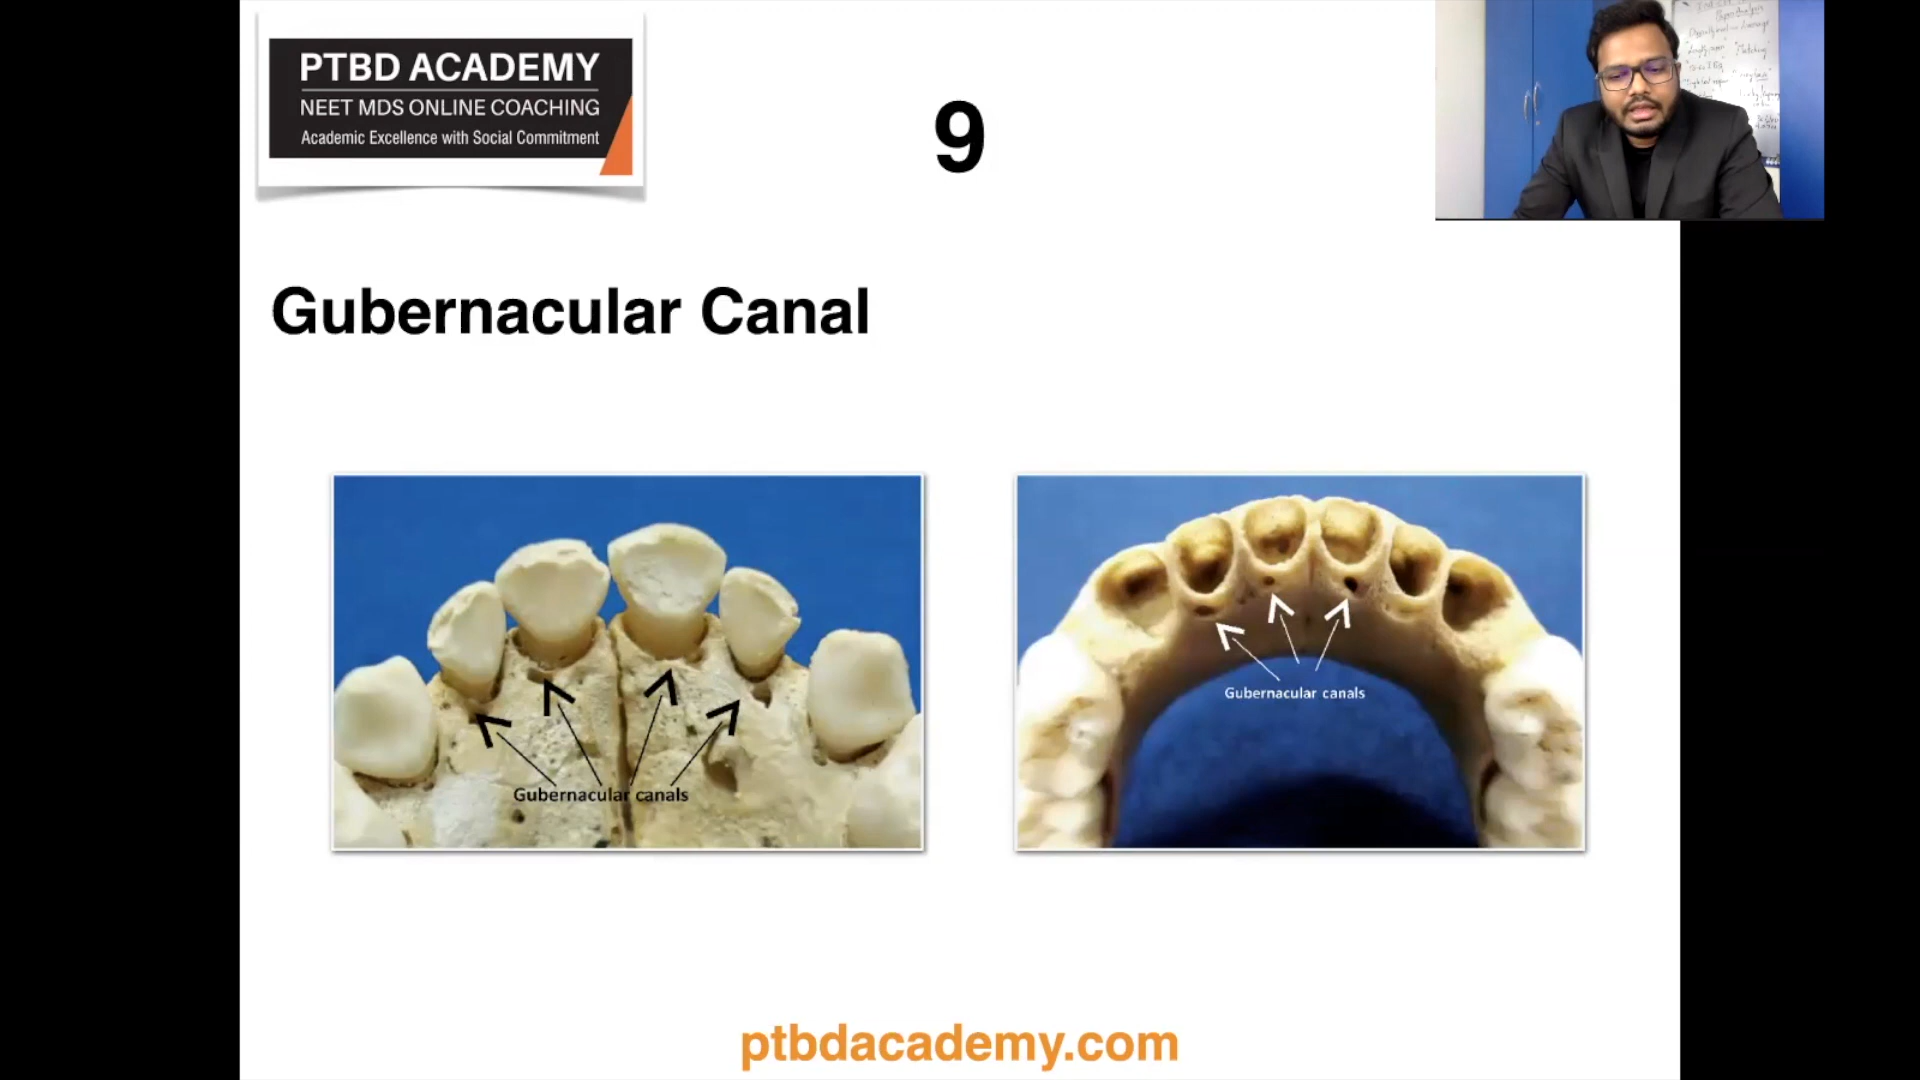 PTBD ACADEMY
NEET MDS ONLINE COACHING
Academic Excellence with Social Commitment
9
Gubernacular Canal
Gubernacular canals
Gubernacular canals
ptbdacademy.com